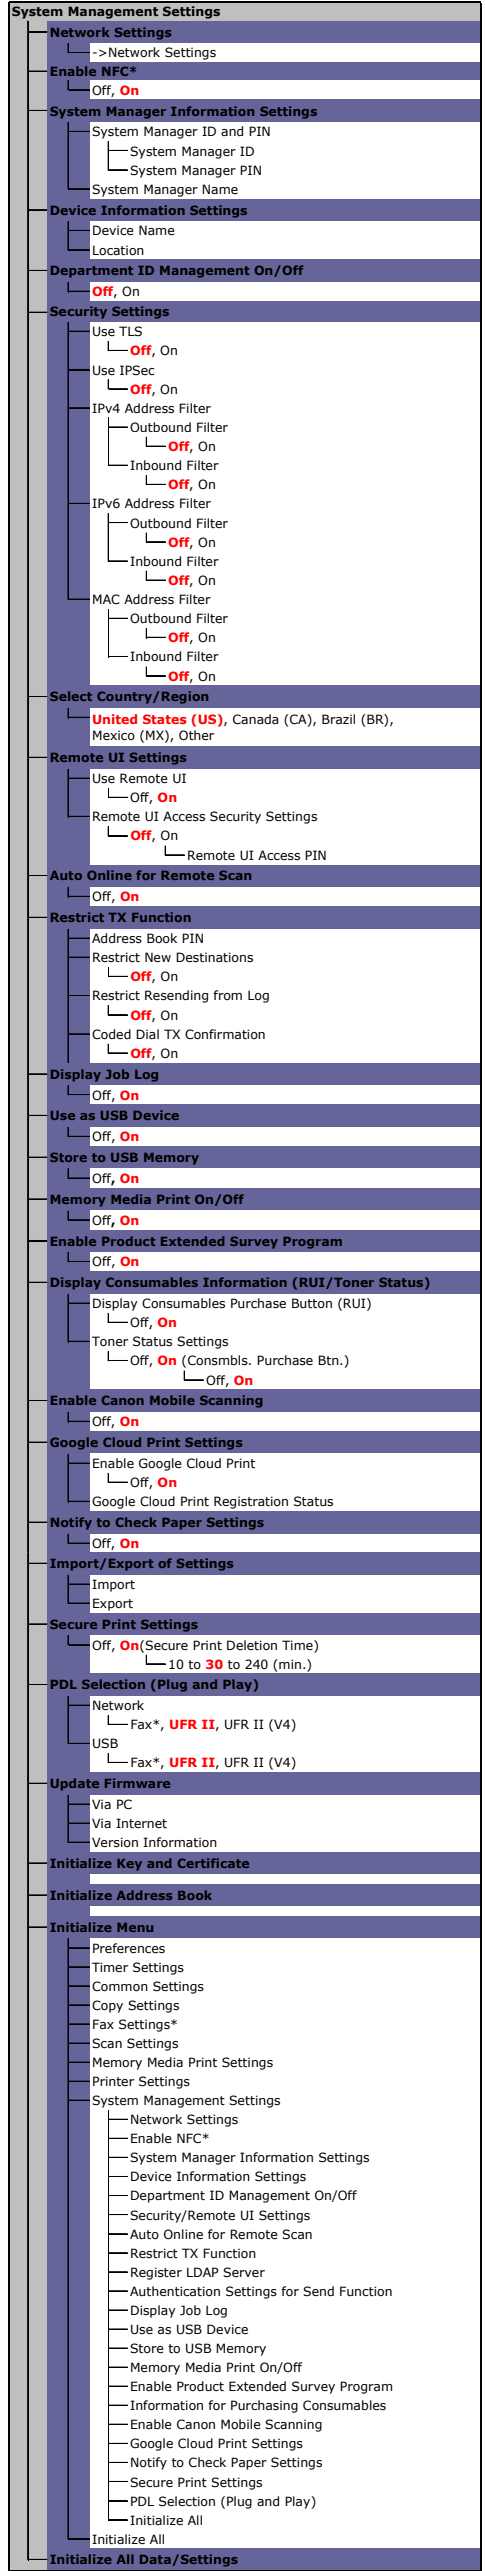 System Management Settings
Network Settings
->Network Settings
Enable NFC*
Off, On
System Manager Information Settings
System Manager ID and PIN
System Manager ID
System Manager PIN
System Manager Name
Device Information Settings
Device Name
Location
Department ID Management On/Off
Off, On
Security Settings
Use TLS
Off, On
Use IPSec
Off, On
IPv4 Address Filter
Outbound Filter
Off, On
Inbound Filter
Off, On
IPv6 Address Filter
Outbound Filter
Off, On
Inbound Filter
Off, On
MAC Address Filter
Outbound Filter
Off, On
Inbound Filter
Off, On
Select Country/Region
United States (US), Canada (CA), Brazil (BR),
Mexico (MX), Other
Remote UI Settings
Use Remote UI
Off, On
Remote UI Access Security Settings
Off, On
Remote UI Access PIN
Auto Online for Remote Scan
Off, On
Restrict TX Function
Address Book PIN
Restrict New Destinations
Off, On
Restrict Resending from Log
Off, On
Coded Dial TX Confirmation
Off, On
Display Job Log
Off, On
Use as USB Device
Off, On
Store to USB Memory
Off, On
Memory Media Print On/Off
Off, On
Enable Product Extended Survey Program
Off, On
Display Consumables Information (RUI/Toner Status)
Display Consumables Purchase Button (RUI)
Off, On
Toner Status Settings
Off, On (Consmbls. Purchase Btn.)
Off, On
Enable Canon Mobile Scanning
Off, On
Google Cloud Print Settings
Enable Google Cloud Print
Off, On
Google Cloud Print Registration Status
Notify to Check Paper Settings
Off, On
Import/Export of Settings
Import
Export
Secure Print Settings
Off, On(Secure Print Deletion Time)
10 to 30 to 240 (min.)
PDL Selection (Plug and Play)
Network
Fax*, UFR II, UFR II (V4)
USB
Fax*, UFR II, UFR II (V4)
Update Firmware
Via PC
Via Internet
Version Information
Initialize Key and Certificate
Initialize Address Book
Initialize Menu
Preferences
Timer Settings
Common Settings
Copy Settings
Fax Settings*
Scan Settings
Memory Media Print Settings
Printer Settings
System Management Settings
Network Settings
Enable NFC*
System Manager Information Settings
Device Information Settings
Department ID Management On/Off
Security/Remote UI Settings
Auto Online for Remote Scan
Restrict TX Function
Register LDAP Server
Authentication Settings for Send Function
Display Job Log
Use as USB Device
Store to USB Memory
Memory Media Print On/Off
Enable Product Extended Survey Program
Information for Purchasing Consumables
Enable Canon Mobile Scanning
Google Cloud Print Settings
Notify to Check Paper Settings
Secure Print Settings
PDL Selection (Plug and Play)
Initialize All
Initialize All
Initialize All Data/Settings